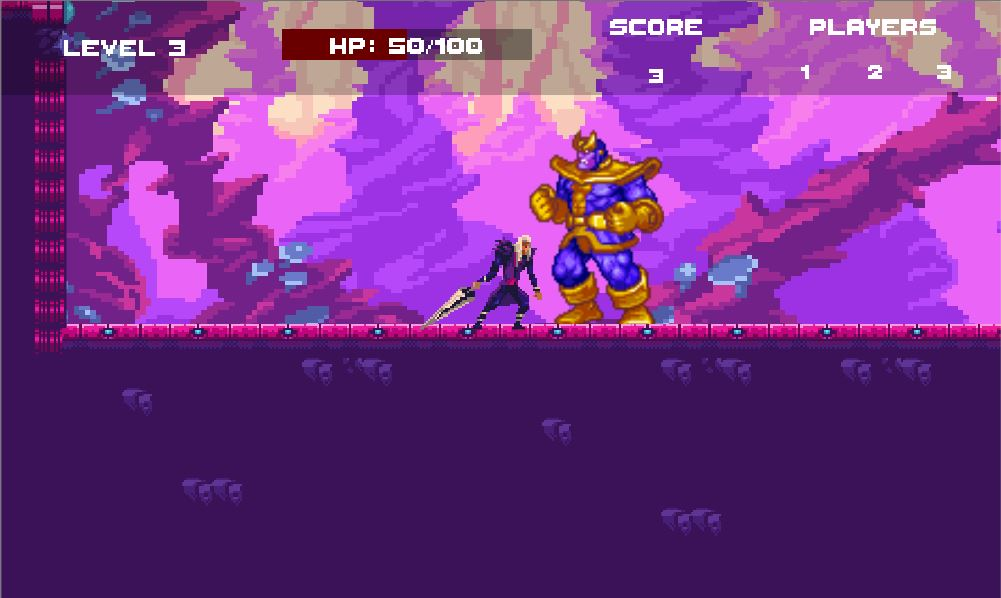 LEVEL 3
HP: 50/100
SCORE
3
PLAYERS
1 2 3